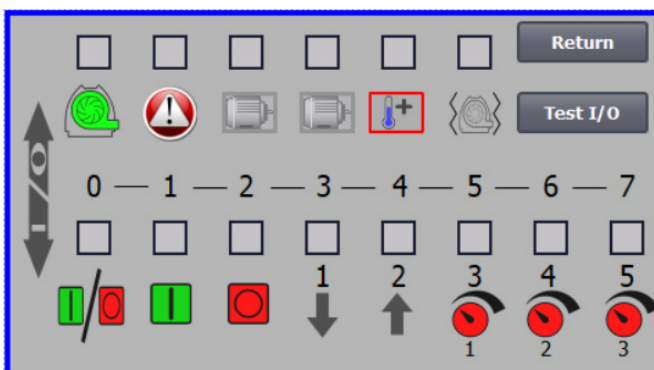 Return
Test I/O
I/O
0 — 1 — 2 — 3 — 4 — 5 — 6 — 7
1 2 3 4 5
1 2 3